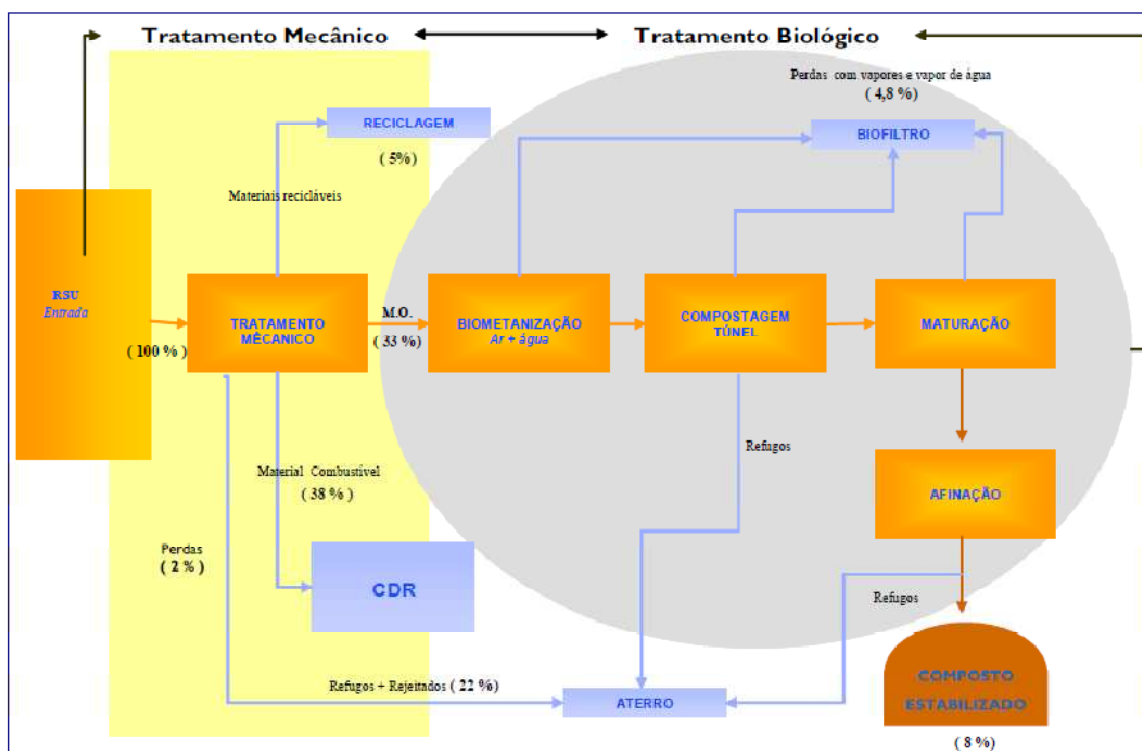 Tratamento Mecânico
Tratamento Biológico
Perdas com vapores e vapor de água
( 4,8 %)
RECICLAGEM
( 5%)
BIOFILTRO
Materiais recicláveis
RSU
Entrada
( 100 % )
TRATAMENTO
MÊCANICO
M.O.
( 33 %)
BIOMETANIZAÇÃO
Ar + água
COMPOSTAGEM
TÚNEL
MATURAÇÃO
Refugos
Material Combustível
( 38 % )
AFINAÇÃO
Perdas
( 2 % )
CDR
Refugos
Refugos + Rejeitados ( 22 %)
ATERRO
COMPOSTO
ESTABILIZADO
( 8 %)